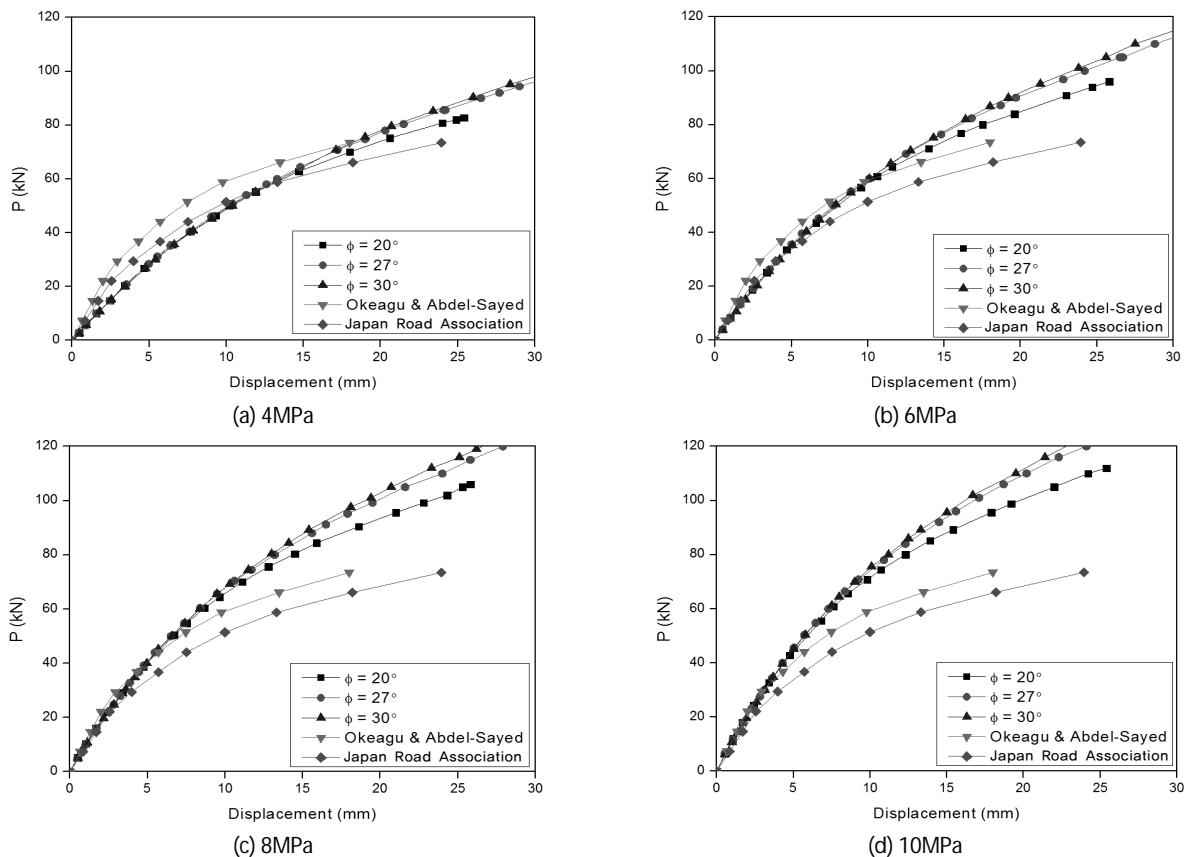 120
100
80
60
40
20
0
P (kN)
ϕ = 20°
ϕ = 27°
ϕ = 30°
Okeagu & Abdel-Sayed
Japan Road Association
0 5 10 15 20 25 30
Displacement (mm)
(a) 4MPa
120
100
80
60
40
20
0
P (kN)
ϕ = 20°
ϕ = 27°
ϕ = 30°
Okeagu & Abdel-Sayed
Japan Road Association
0 5 10 15 20 25 30
Displacement (mm)
(b) 6MPa
120
100
80
60
40
20
0
P (kN)
ϕ = 20°
ϕ = 27°
ϕ = 30°
Okeagu & Abdel-Sayed
Japan Road Association
0 5 10 15 20 25 30
Displacement (mm)
(c) 8MPa
120
100
80
60
40
20
0
P (kN)
ϕ = 20°
ϕ = 27°
ϕ = 30°
Okeagu & Abdel-Sayed
Japan Road Association
0 5 10 15 20 25 30
Displacement (mm)
(d) 10MPa